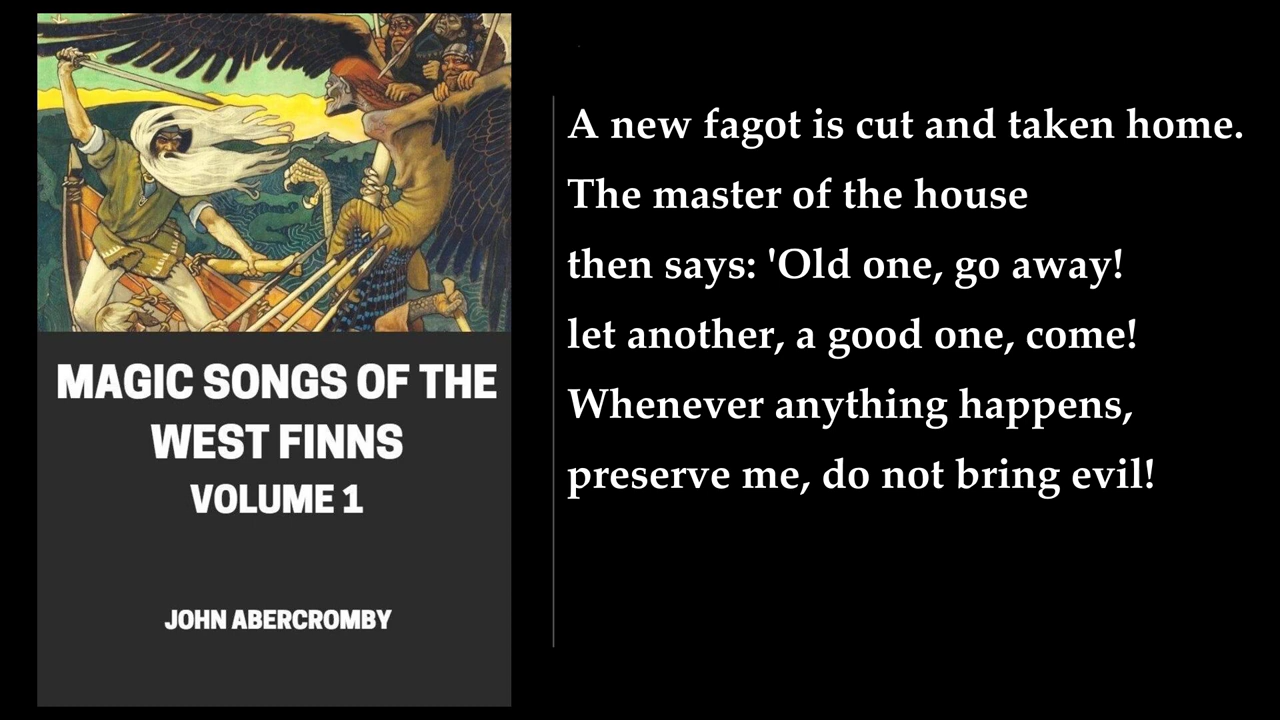 MAGIC SONGS OF THE
WEST FINNS
VOLUME 1
JOHN ABERCROMBY
A new fagot is cut and taken home.
The master of the house
then says: 'Old one, go away!
let another, a good one, come!
Whenever anything happens,
preserve me, do not bring evil!